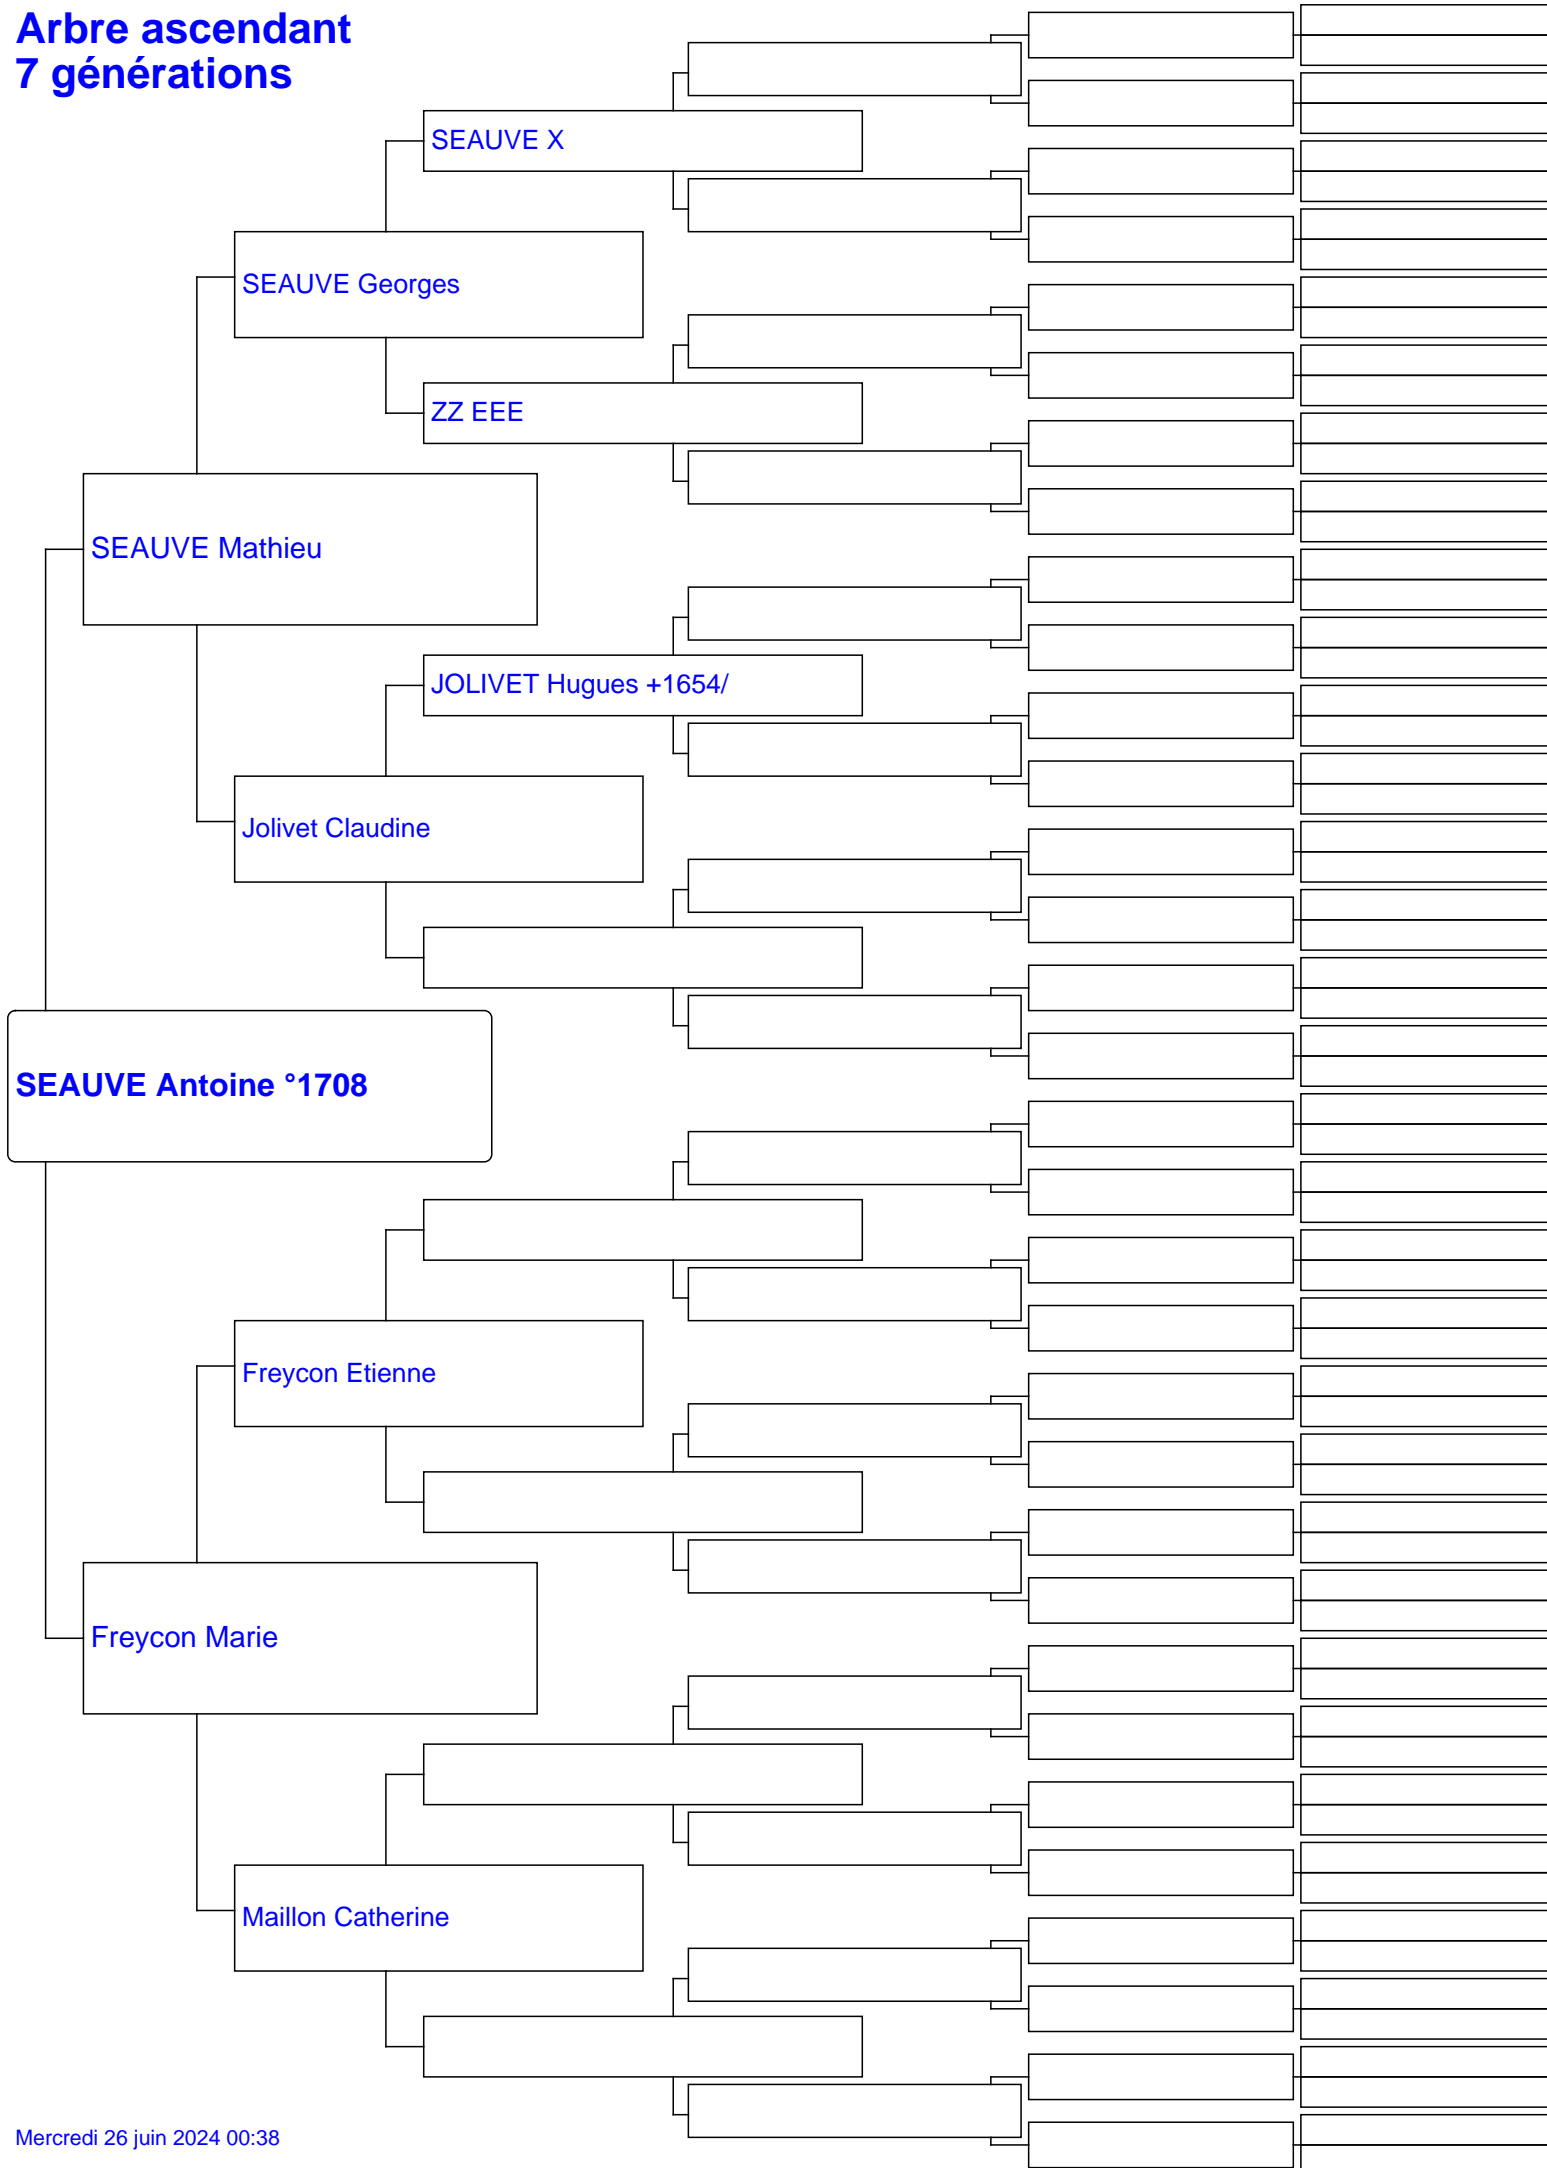 Arbre ascendant
7 générations
SEAUVE X
SEAUVE Georges
ZZ EEE
SEAUVE Mathieu
JOLIVET Hugues +1654/
Jolivet Claudine
SEAUVE Antoine °1708
Freycon Etienne
Freycon Marie
Maillon Catherine
Mercredi 26 juin 2024 00:38